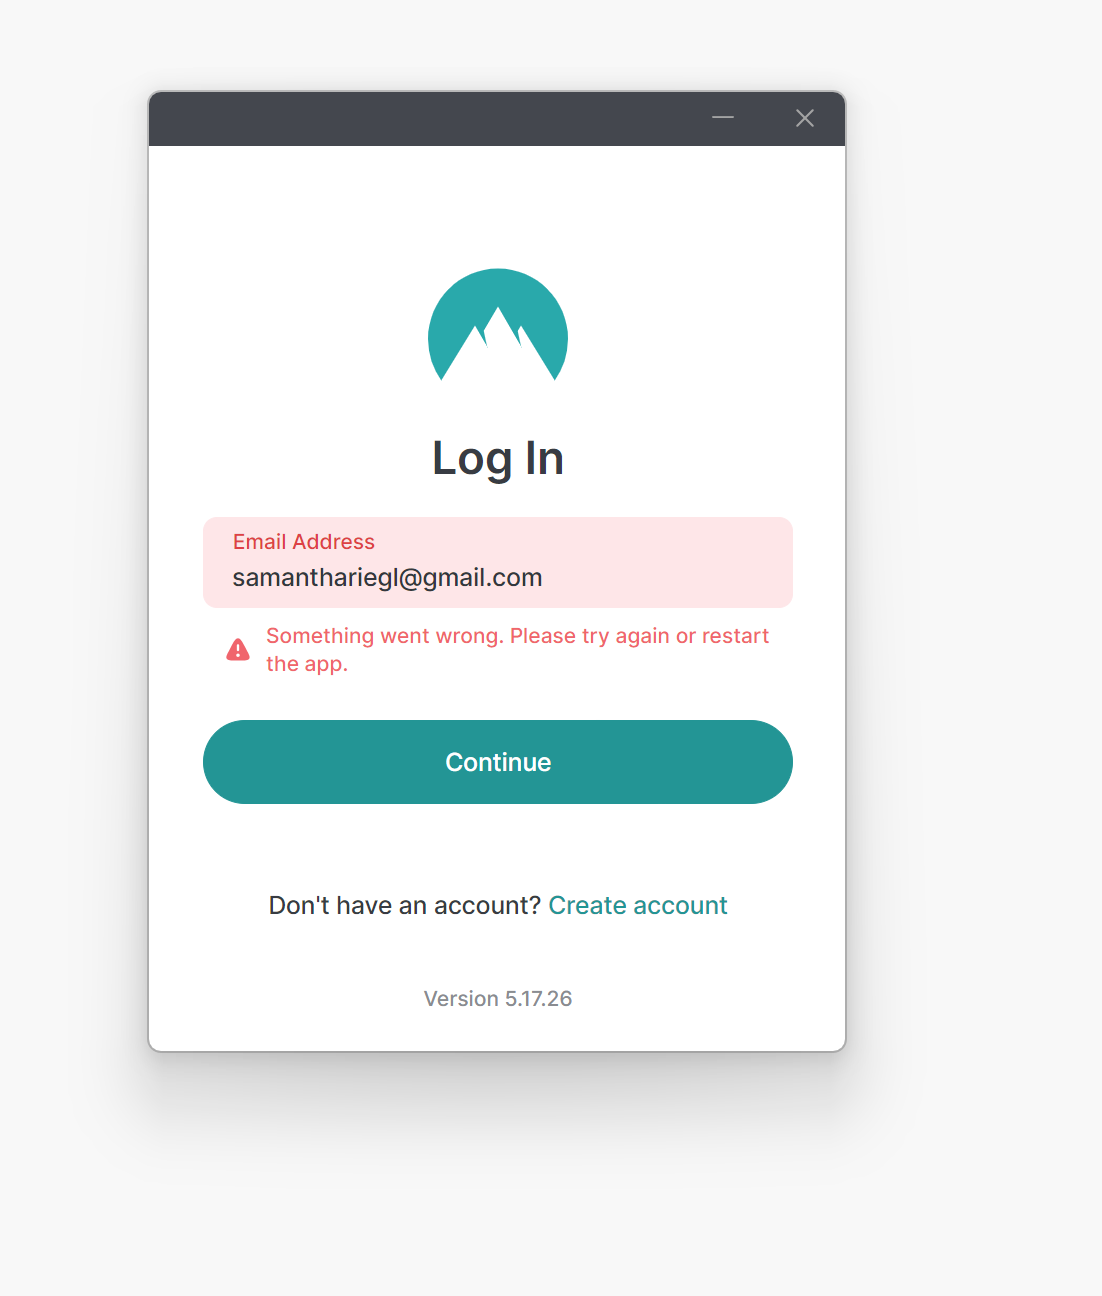 Log In
Email Address
samanthariegl@gmail.com
Something went wrong. Please try again or restart
the app.
Continue
Don't have an account? Create account
Version 5.17.26